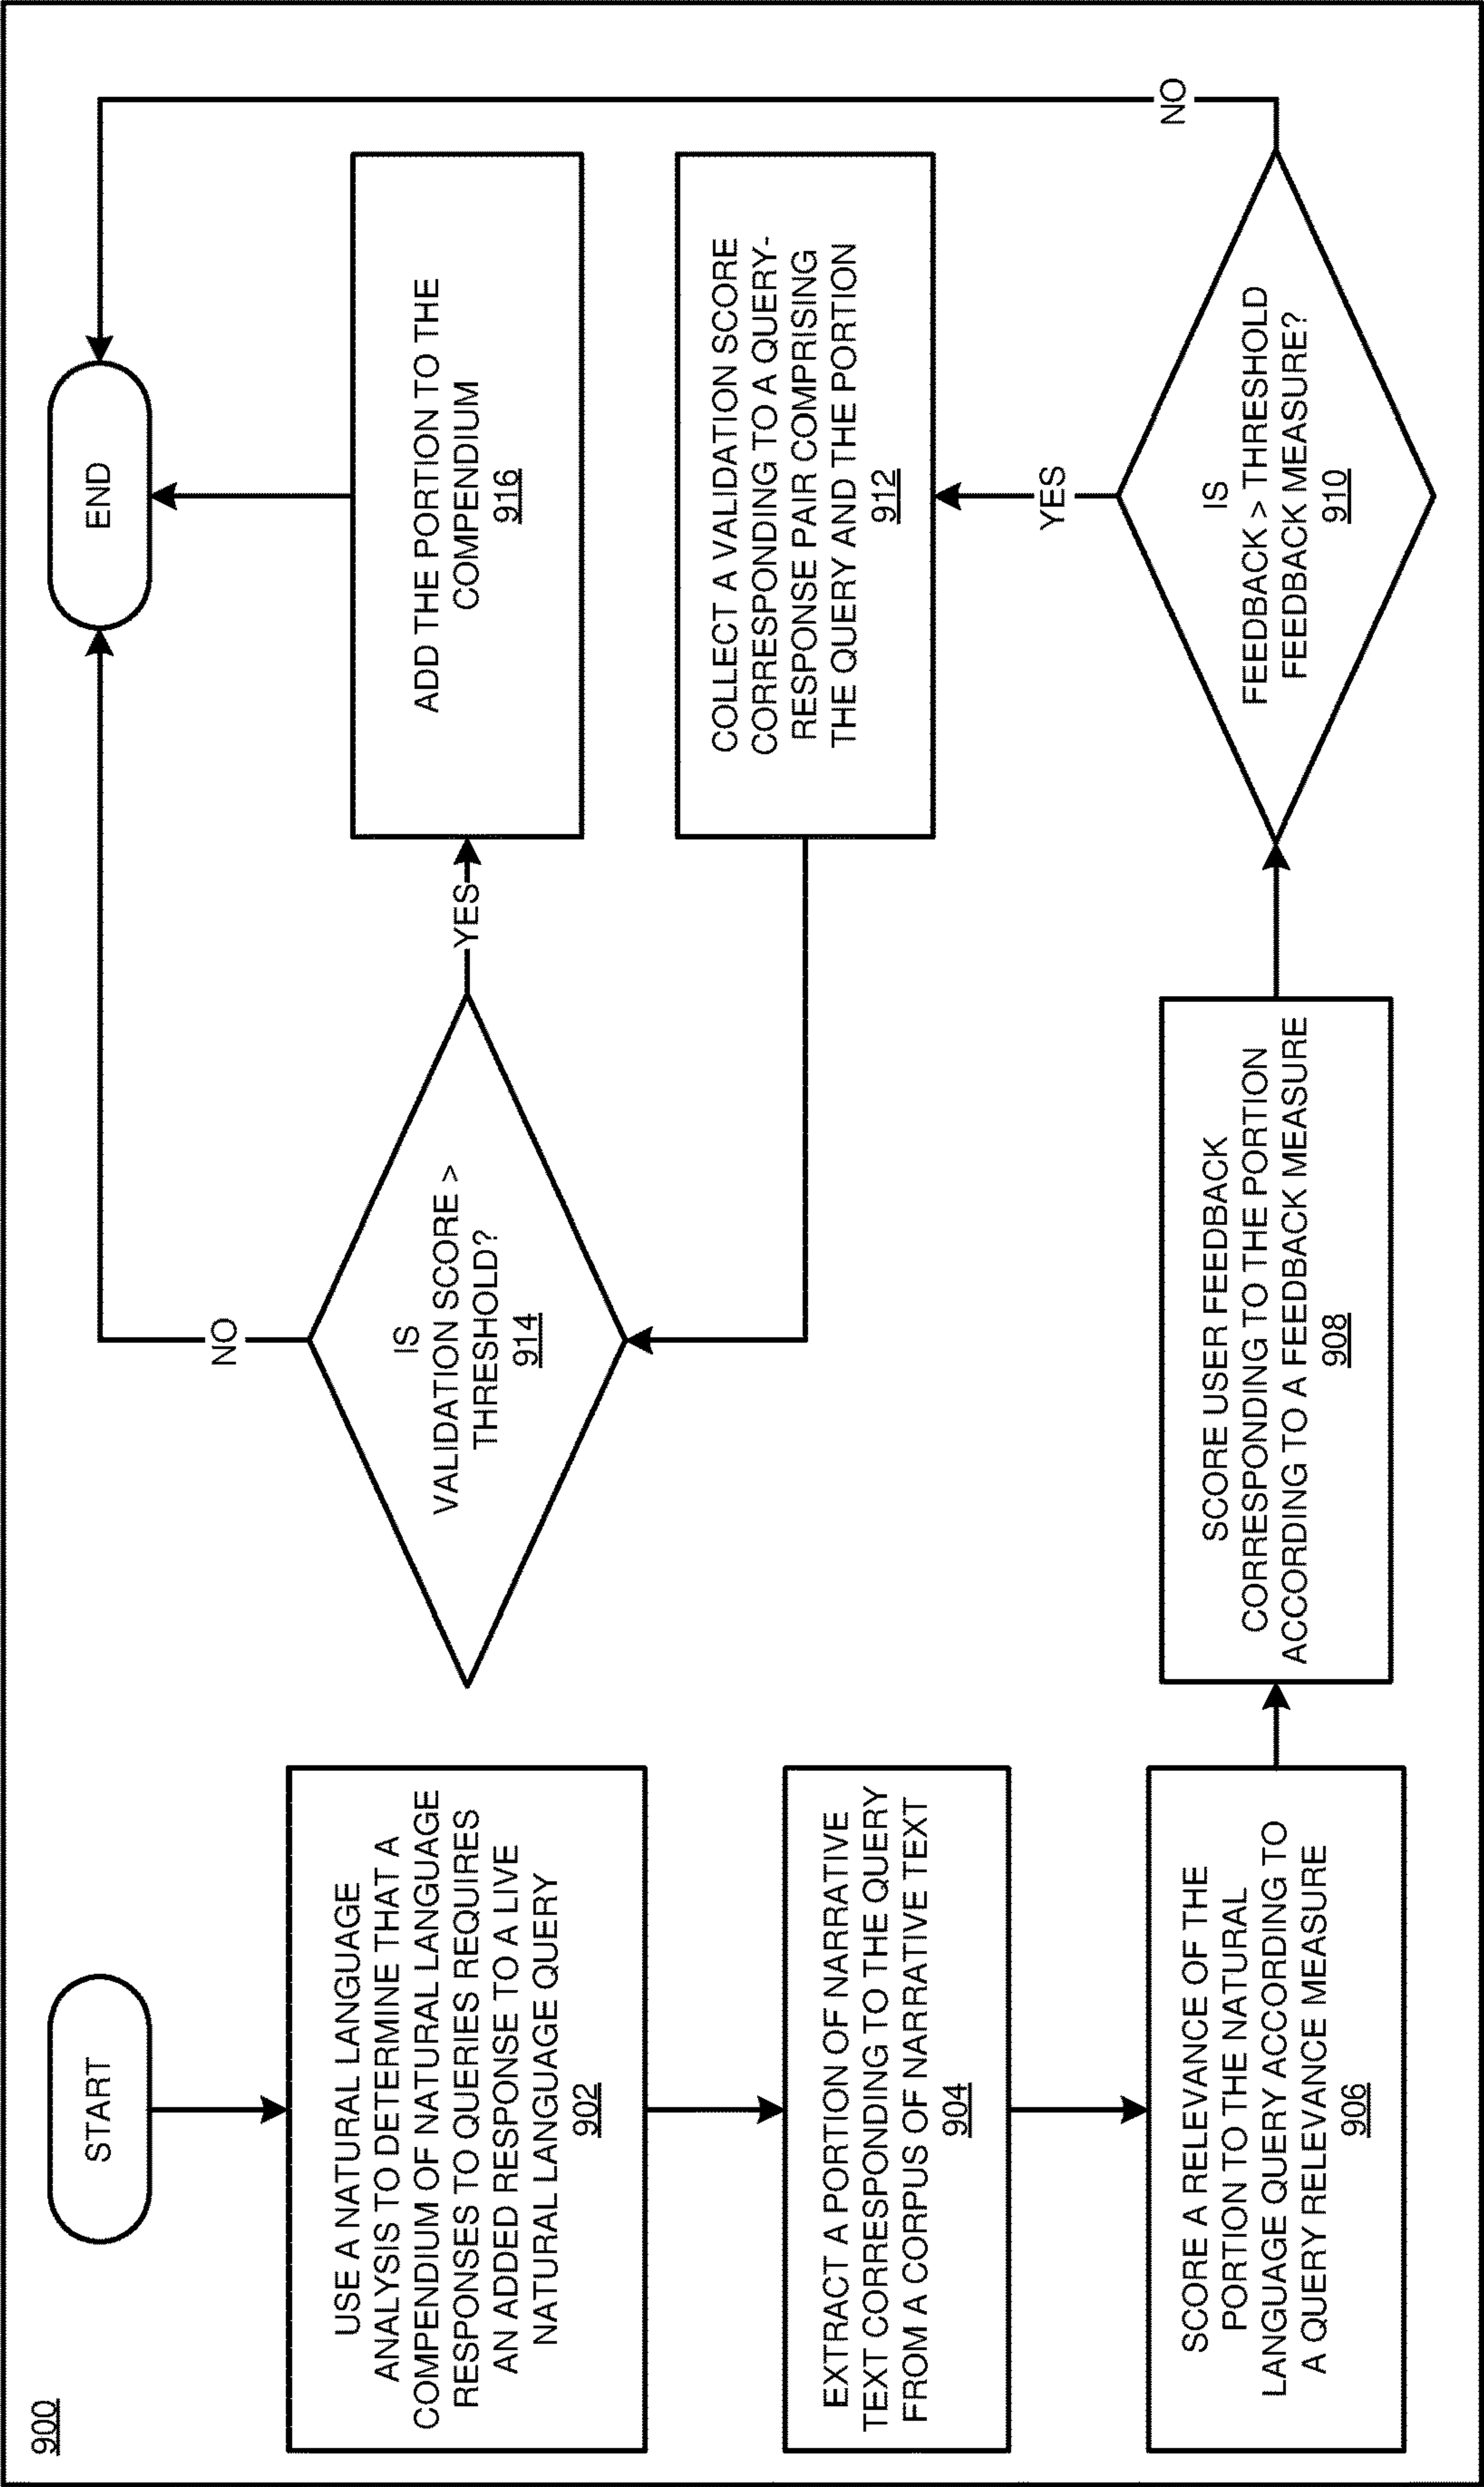 900
START
USE A NATURAL LANGUAGE
ANALYSIS TO DETERMINE THAT A
COMPENDIUM OF NATURAL LANGUAGE
RESPONSES TO QUERIES REQUIRES
AN ADDED RESPONSE TO A LIVE
NATURAL LANGUAGE QUERY
902
EXTRACT A PORTION OF NARRATIVE
TEXT CORRESPONDING TO THE QUERY
FROM A CORPUS OF NARRATIVE TEXT
904
SCORE A RELEVANCE OF THE
PORTION TO THE NATURAL
LANGUAGE QUERY ACCORDING TO
A QUERY RELEVANCE MEASURE
906
SCORE USER FEEDBACK
CORRESPONDING TO THE PORTION
ACCORDING TO A FEEDBACK MEASURE
908
IS
FEEDBACK > THRESHOLD
FEEDBACK MEASURE?
910
NO
YES
COLLECT A VALIDATION SCORE
CORRESPONDING TO A QUERY-
RESPONSE PAIR COMPRISING
THE QUERY AND THE PORTION
912
IS
VALIDATION SCORE >
THRESHOLD?
914
NO
YES
ADD THE PORTION TO THE
COMPENDIUM
916
END